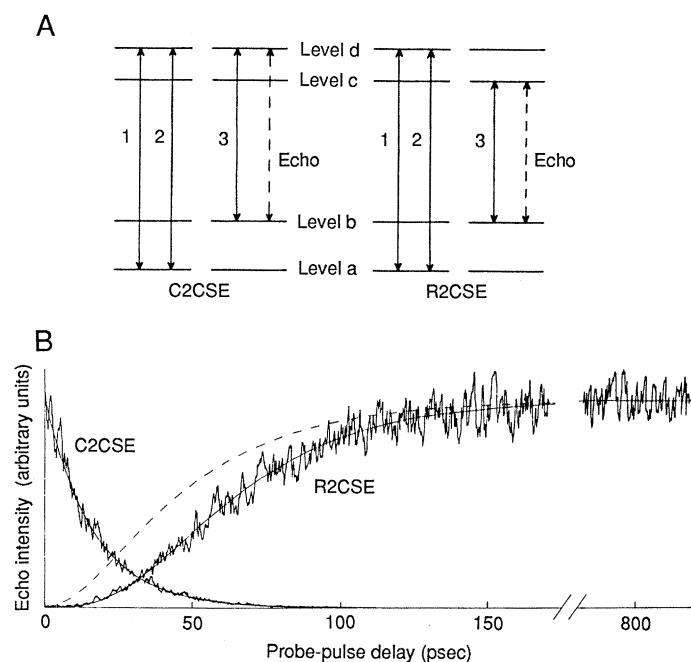 A
Level d
Level c
1 2 3 Echo
1 2 3 Echo
Level b
Level a
C2CSE
R2CSE
B
Echo intensity (arbitrary units)
C2CSE
R2CSE
0 50 100 150 800
Probe-pulse delay (psec)